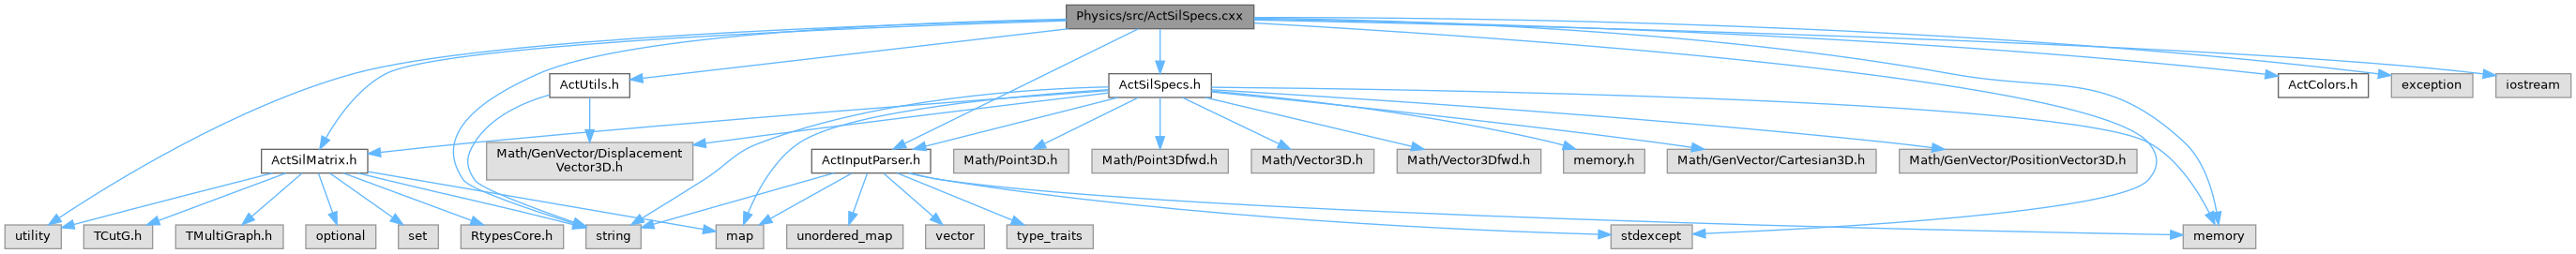 Physics/src/ActSilSpecs.cxx
ActUtils.h
ActSilSpecs.h
ActColors.h
exception
iostream
ActSilMatrix.h
Math/GenVector/Displacement
Vector3D.h
ActInputParser.h
Math/Point3D.h
Math/Point3Dfwd.h
Math/Vector3D.h
Math/Vector3Dfwd.h
memory.h
Math/GenVector/Cartesian3D.h
Math/GenVector/PositionVector3D.h
utility
TCutG.h
TMultiGraph.h
optional
set
RtypesCore.h
string
map
unordered_map
vector
type_traits
stdexcept
memory